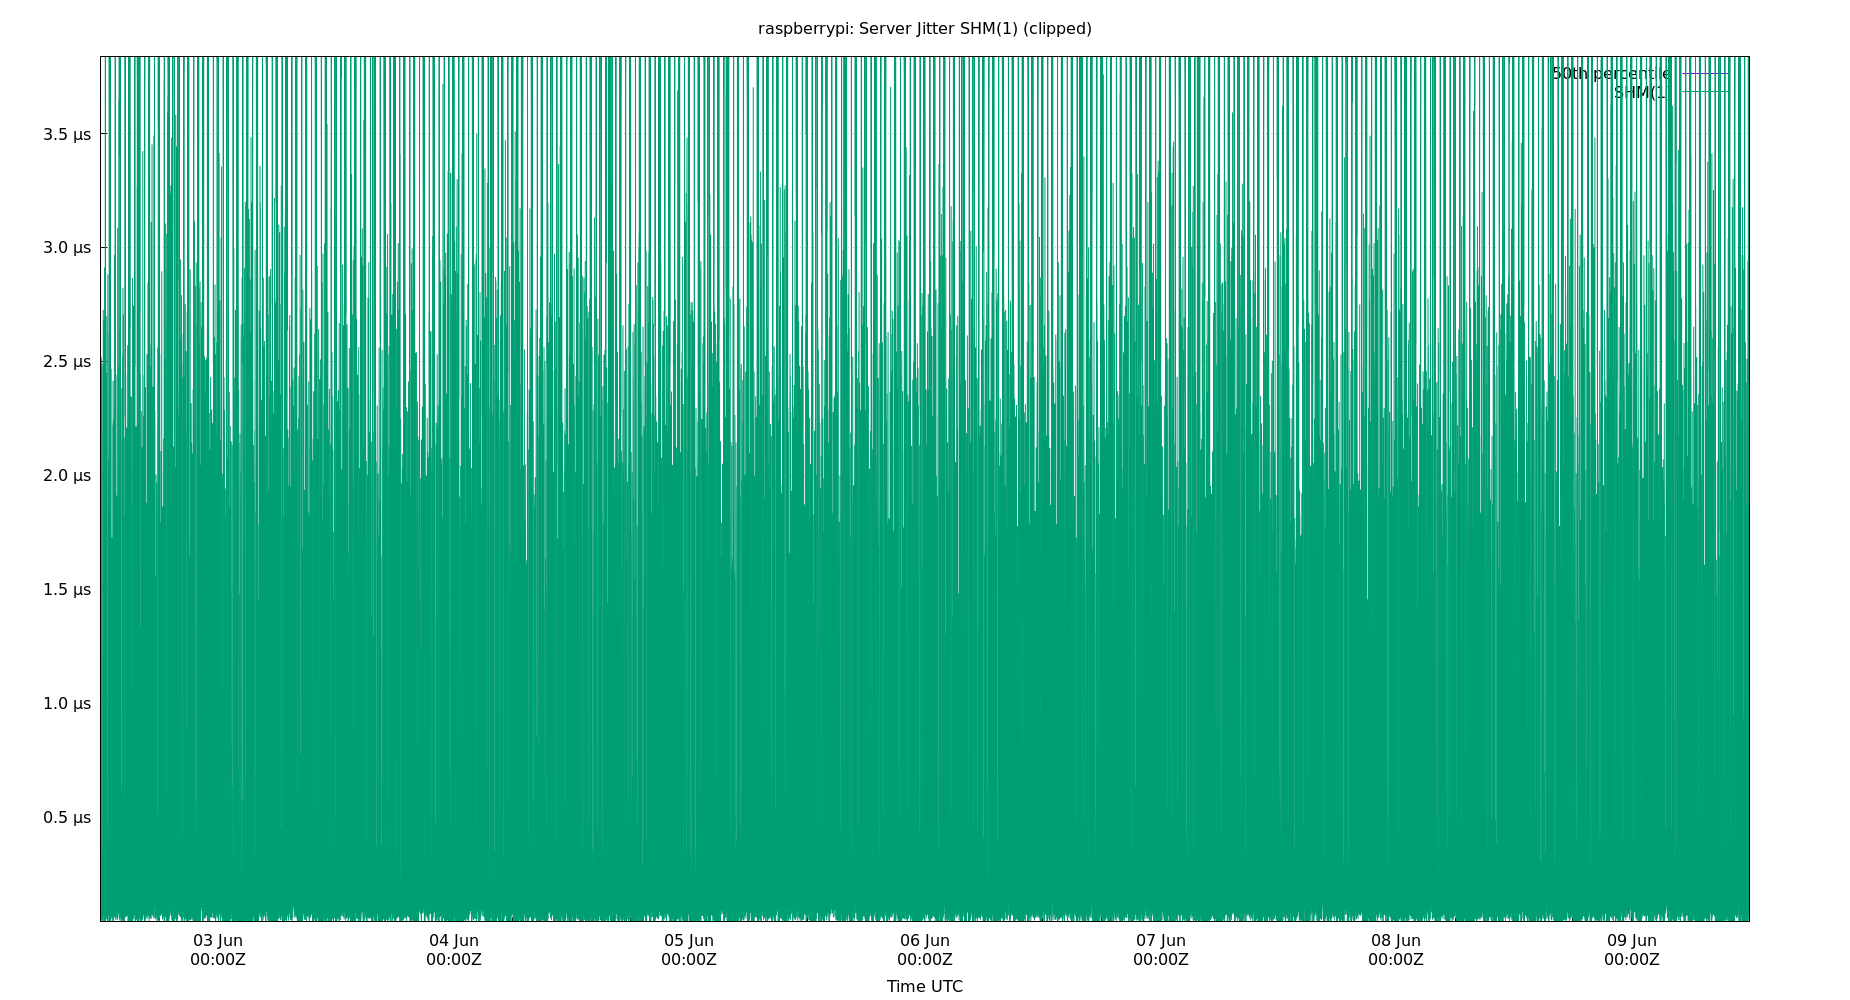 raspberrypi: Server Jitter SHM(1) (clipped)
50th percentile
SHM(1)
3.5 µs
3.0 µs
2.5 µs
2.0 µs
1.5 µs
1.0 µs
0.5 µs
03 Jun 04 Jun 05 Jun 06 Jun 07 Jun 08 Jun 09 Jun
00:00Z 00:00Z 00:00Z 00:00Z 00:00Z 00:00Z 00:00Z
Time UTC